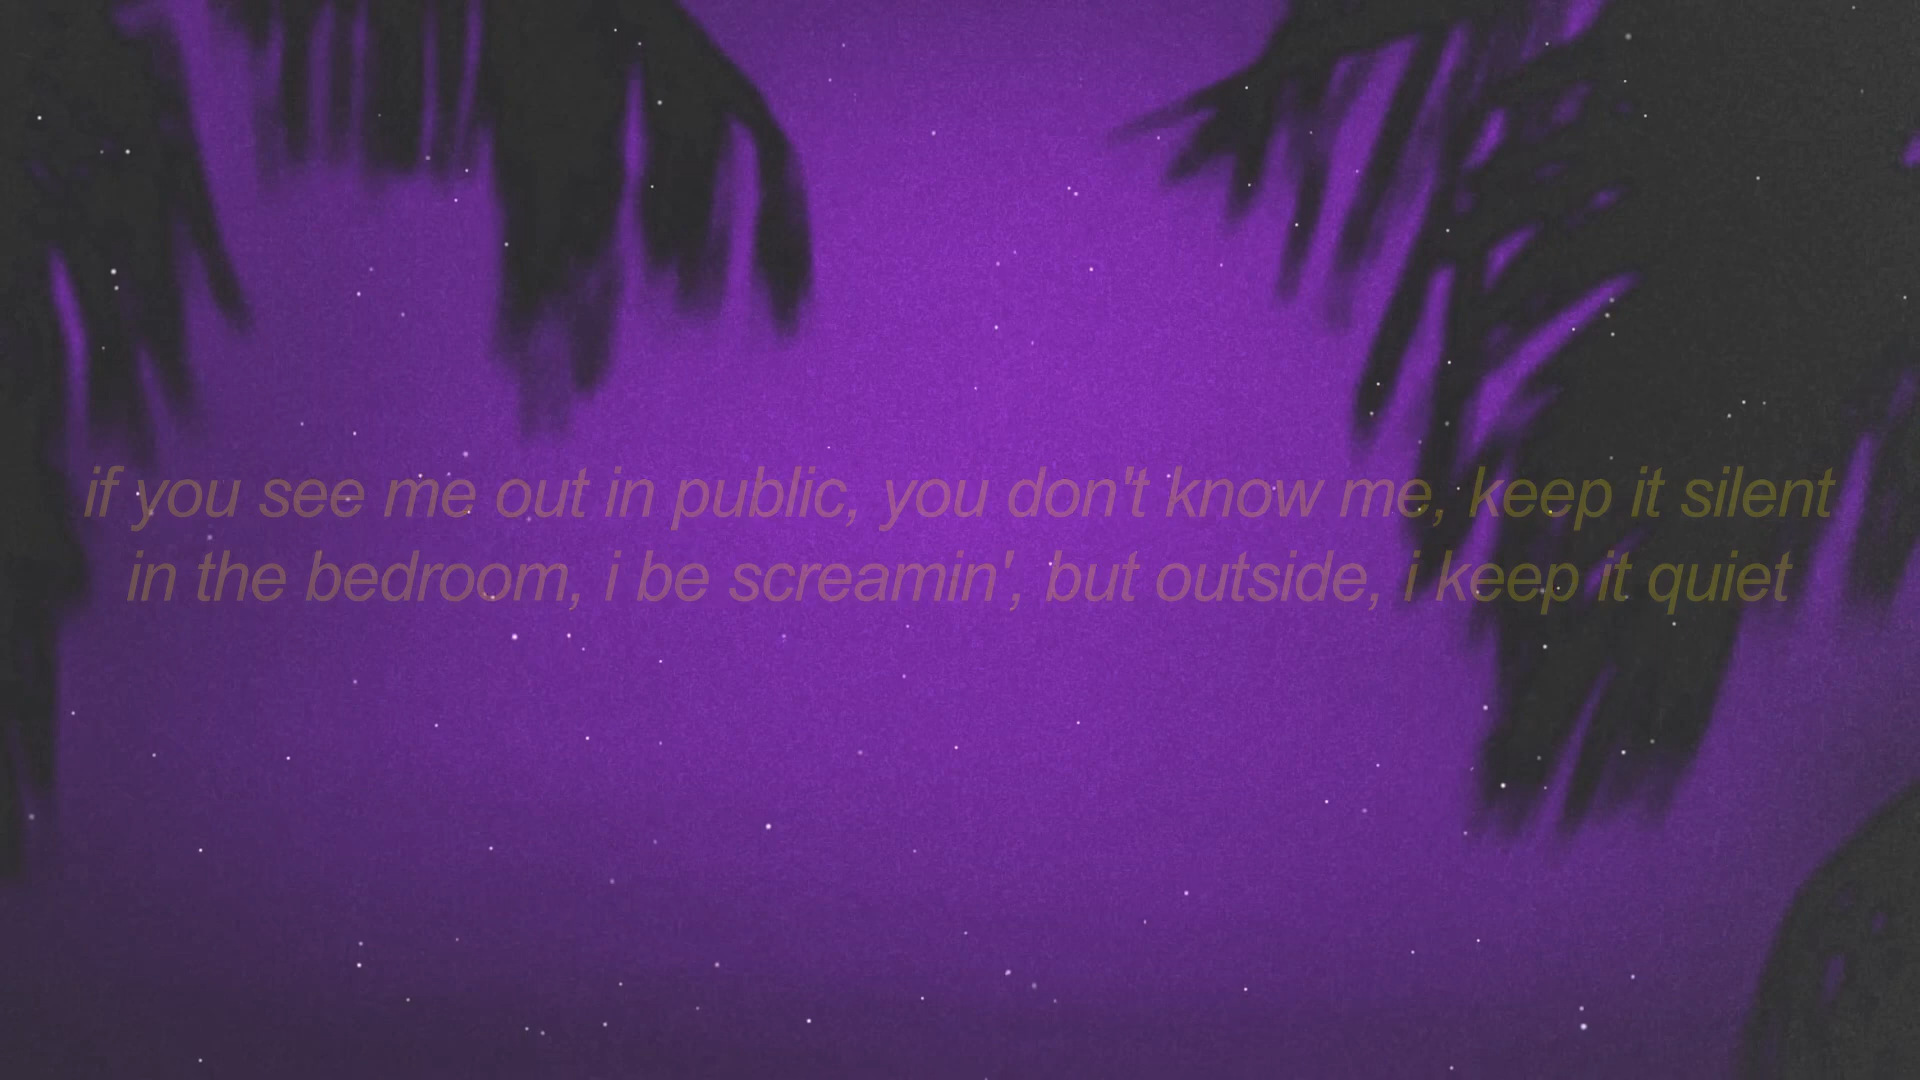 if you see me out in public, you don't know me, keep it silent
in the bedroom, i be screamin', but outside, i keep it quiet